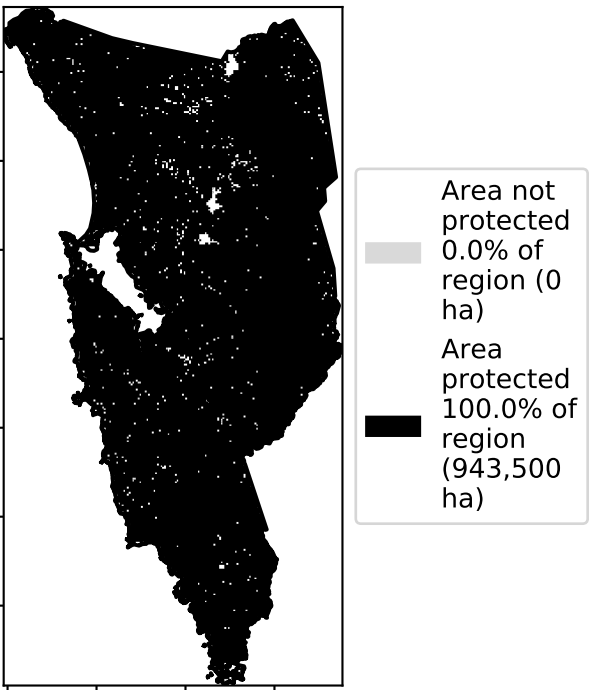 Area not
protected
0.0% of
region (0
ha)
Area
protected
100.0% of
region
(943,500
ha)